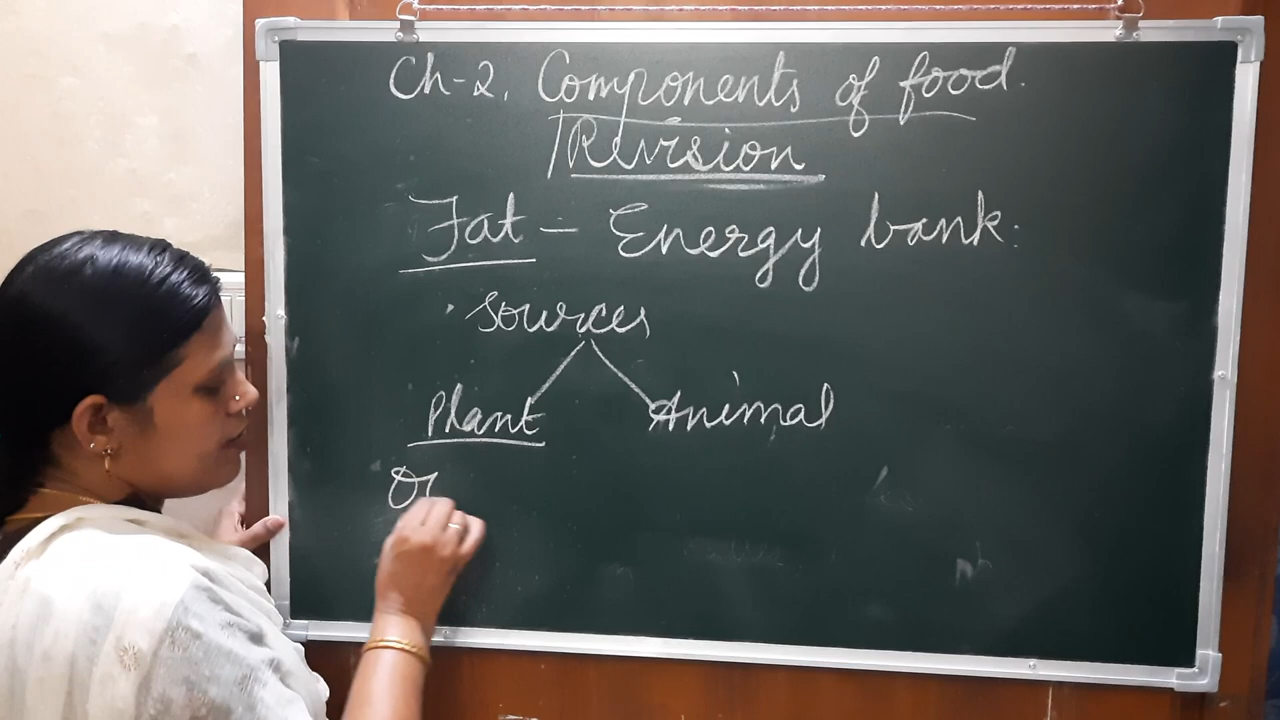 Ch-2. Components of food.
Revision
Fat - Energy bank:
• Sources
Plant Animal